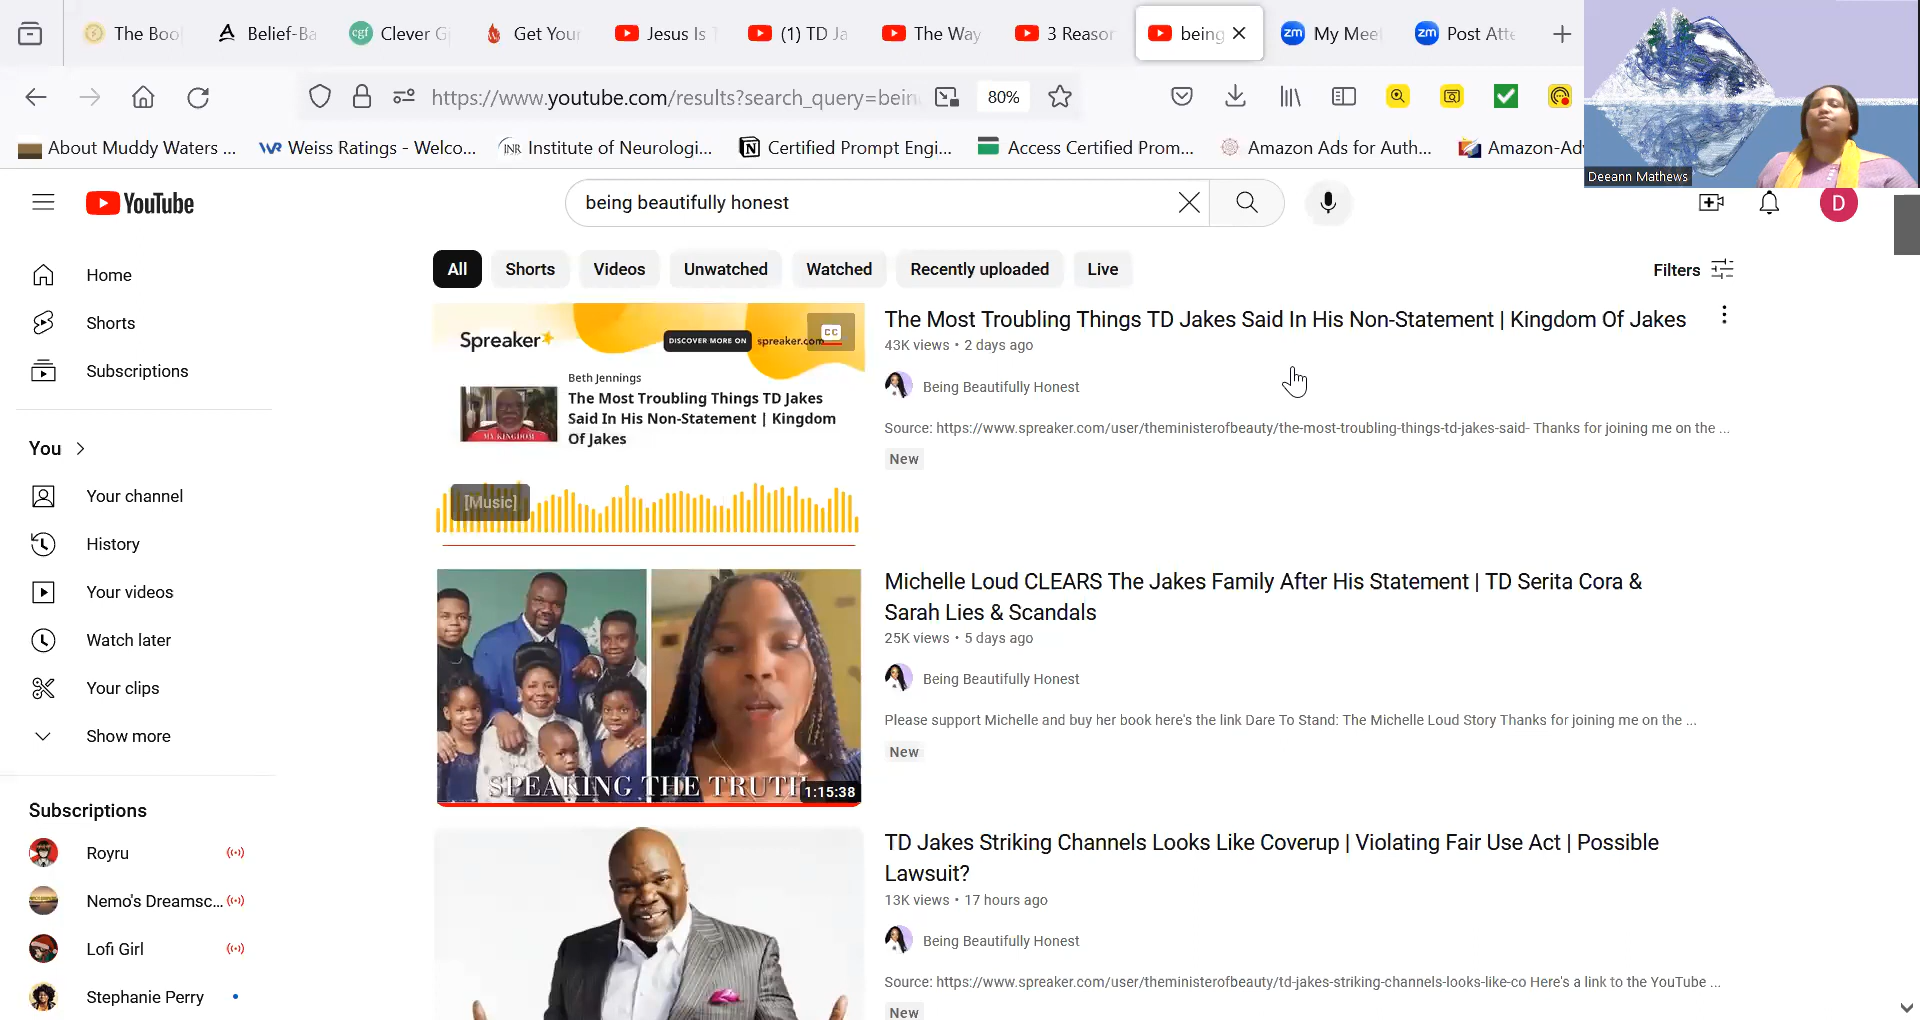 The Boo
Belief-Ba
cgf Clever G
Get Your
Jesus Is
(1) TD Ja
The Way
3 Reason
being
zm My Mee
zm Post Atte
https://www.youtube.com/results?search_query=bein
80%
About Muddy Waters ...
Weiss Ratings - Welco...
INR Institute of Neurologi...
Certified Prompt Engi...
Access Certified Prom...
Amazon Ads for Auth...
Amazon-Ad
Deeann Mathews
YouTube
being beautifully honest
D
Home
Shorts
Subscriptions
You
Your channel
History
Your videos
Watch later
Your clips
Show more
Subscriptions
Royru
Nemo's Dreamsc...
Lofi Girl
Stephanie Perry
All
Shorts
Videos
Unwatched
Watched
Recently uploaded
Live
Filters
Spreaker
DISCOVER MORE ON
spreaker.com
CC
Beth Jennings
The Most Troubling Things TD Jakes
Said In His Non-Statement | Kingdom
Of Jakes
MY KINGDOM
[Music]
The Most Troubling Things TD Jakes Said In His Non-Statement | Kingdom Of Jakes
43K views • 2 days ago
Being Beautifully Honest
Source: https://www.spreaker.com/user/theministerofbeauty/the-most-troubling-things-td-jakes-said- Thanks for joining me on the ...
New
SPEAKING THE TRUTH
1:15:38
Michelle Loud CLEARS The Jakes Family After His Statement | TD Serita Cora &
Sarah Lies & Scandals
25K views • 5 days ago
Being Beautifully Honest
Please support Michelle and buy her book here's the link Dare To Stand: The Michelle Loud Story Thanks for joining me on the ...
New
TD Jakes Striking Channels Looks Like Coverup | Violating Fair Use Act | Possible
Lawsuit?
13K views • 17 hours ago
Being Beautifully Honest
Source: https://www.spreaker.com/user/theministerofbeauty/td-jakes-striking-channels-looks-like-co Here's a link to the YouTube ...
New